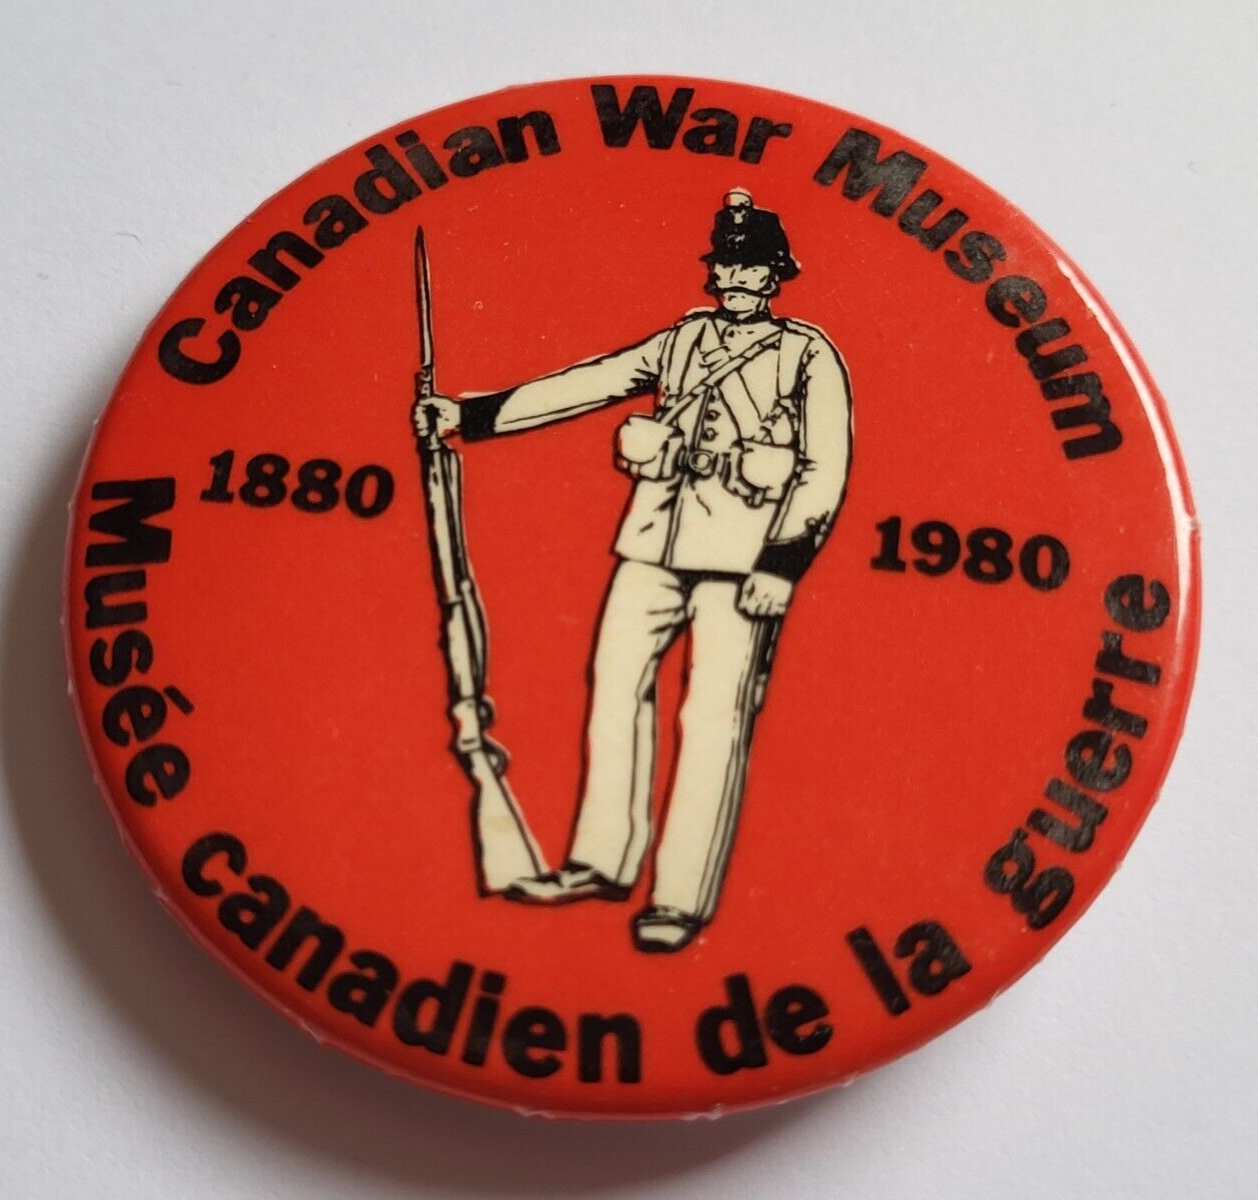 Canadian War Museum
1880
1980
Musée canadien de la guerre